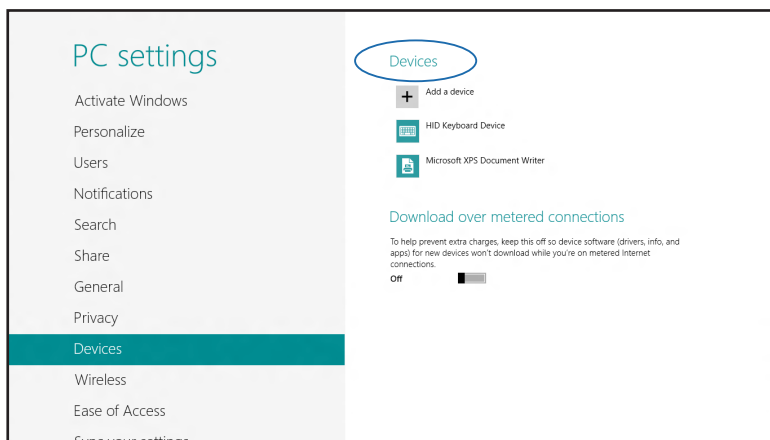 PC settings
Activate Windows
Personalize
Users
Notifications
Search
Share
General
Privacy
Devices
Wireless
Ease of Access
Sync your settings
Devices
Add a device
HID Keyboard Device
Microsoft XPS Document Writer
Download over metered connections
To help prevent extra charges, keep this off so device software (drivers, info, and
apps) for new devices won't download while you're on metered Internet
connections.
Off